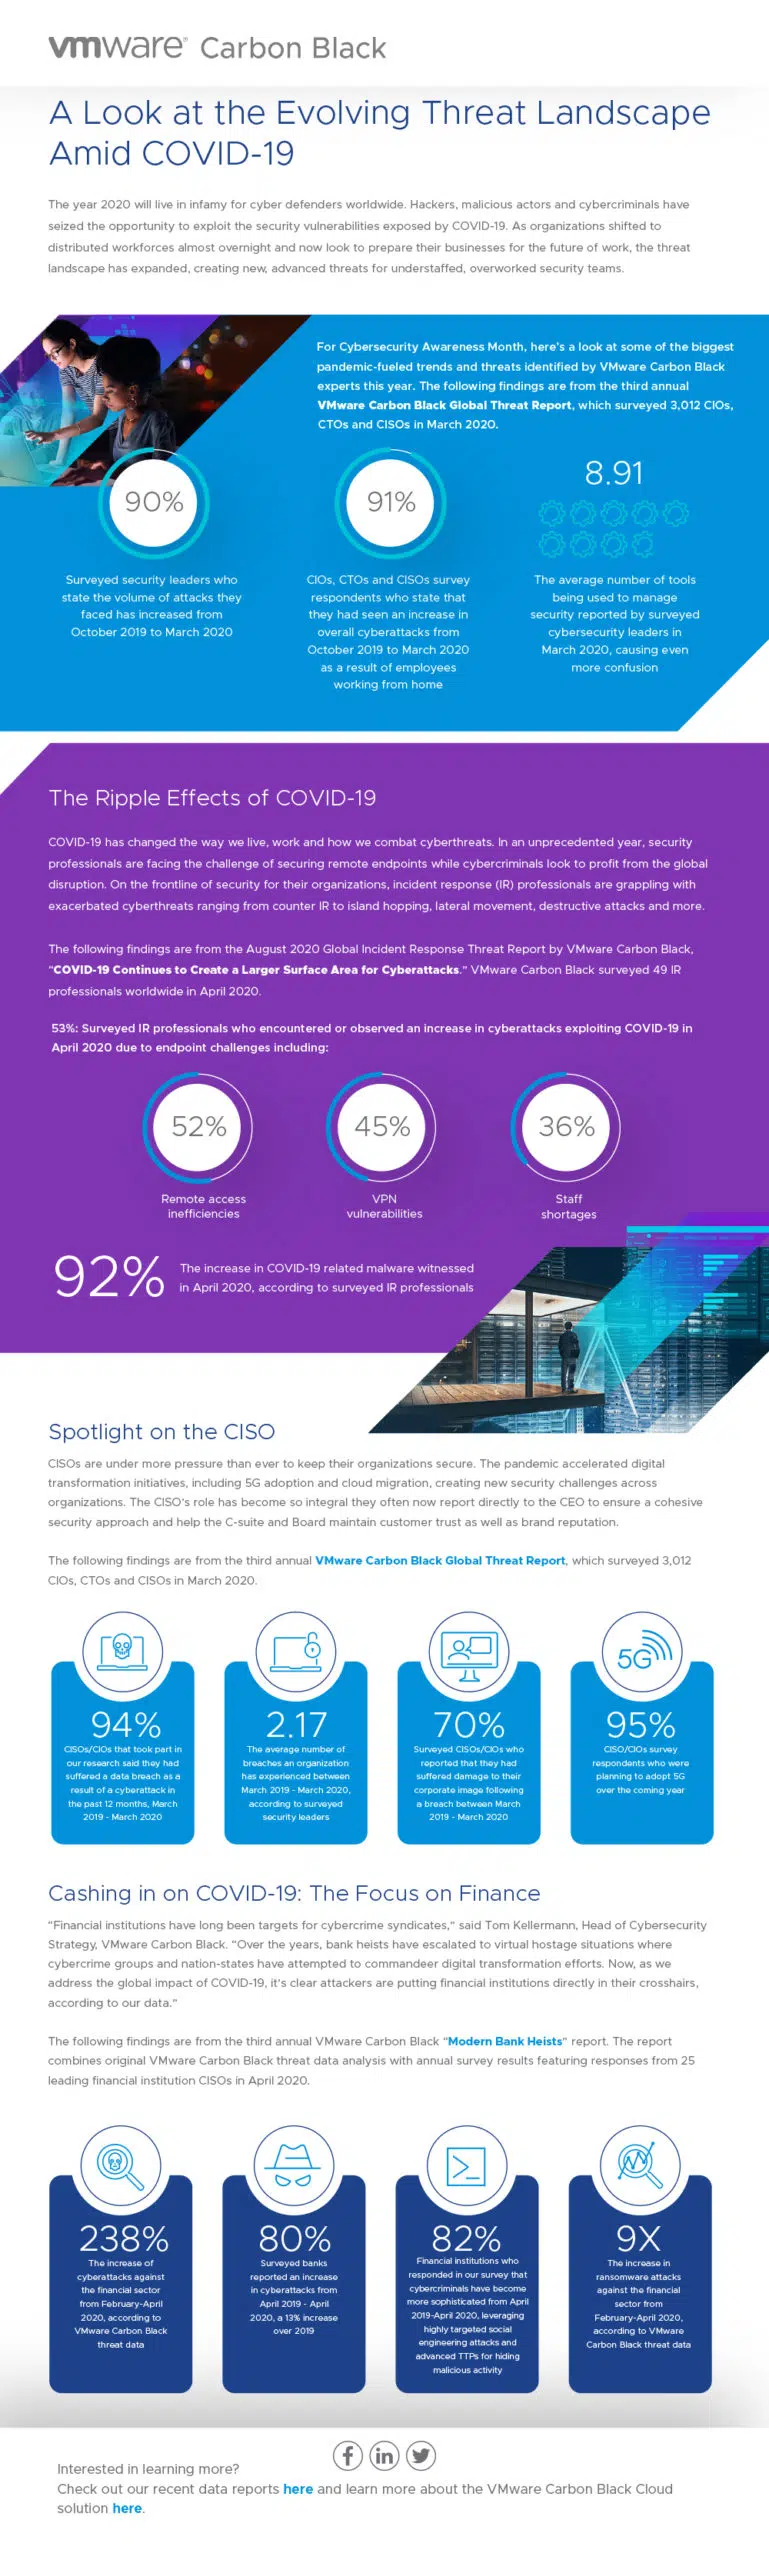 vmware® Carbon Black
A Look at the Evolving Threat Landscape
Amid COVID-19
The year 2020 will live in infamy for cyber defenders worldwide. Hackers, malicious actors and cybercriminals have
seized the opportunity to exploit the security vulnerabilities exposed by COVID-19. As organizations shifted to
distributed workforces almost overnight and now look to prepare their businesses for the future of work, the threat
landscape has expanded, creating new, advanced threats for understaffed, overworked security teams.
For Cybersecurity Awareness Month, here's a look at some of the biggest
pandemic-fueled trends and threats identified by VMware Carbon Black
experts this year. The following findings are from the third annual
VMware Carbon Black Global Threat Report, which surveyed 3,012 CIOs,
CTOs and CISOs in March 2020.
90%
Surveyed security leaders who
state the volume of attacks they
faced has increased from
October 2019 to March 2020
91%
CIOs, CTOs and CISOs survey
respondents who state that
they had seen an increase in
overall cyberattacks from
October 2019 to March 2020
as a result of employees
working from home
8.91
The average number of tools
being used to manage
security reported by surveyed
cybersecurity leaders in
March 2020, causing even
more confusion
The Ripple Effects of COVID-19
COVID-19 has changed the way we live, work and how we combat cyberthreats. In an unprecedented year, security
professionals are facing the challenge of securing remote endpoints while cybercriminals look to profit from the global
disruption. On the frontline of security for their organizations, incident response (IR) professionals are grappling with
exacerbated cyberthreats ranging from counter IR to island hopping, lateral movement, destructive attacks and more.
The following findings are from the August 2020 Global Incident Response Threat Report by VMware Carbon Black,
"COVID-19 Continues to Create a Larger Surface Area for Cyberattacks." VMware Carbon Black surveyed 49 IR
professionals worldwide in April 2020.
53%: Surveyed IR professionals who encountered or observed an increase in cyberattacks exploiting COVID-19 in
April 2020 due to endpoint challenges including:
52%
Remote access
inefficiencies
45%
VPN
vulnerabilities
36%
Staff
shortages
92%
The increase in COVID-19 related malware witnessed
in April 2020, according to surveyed IR professionals
Spotlight on the CISO
CISOs are under more pressure than ever to keep their organizations secure. The pandemic accelerated digital
transformation initiatives, including 5G adoption and cloud migration, creating new security challenges across
organizations. The CISO's role has become so integral they often now report directly to the CEO to ensure a cohesive
security approach and help the C-suite and Board maintain customer trust as well as brand reputation.
The following findings are from the third annual VMware Carbon Black Global Threat Report, which surveyed 3,012
CIOs, CTOs and CISOs in March 2020.
94%
CISOs/CIOs that took part in
our research said they had
suffered a data breach as a
result of a cyberattack in
the past 12 months, March
2019 - March 2020
2.17
The average number of
breaches an organization
has experienced between
March 2019 - March 2020,
according to surveyed
security leaders
70%
Surveyed CISOs/CIOs who
reported that they had
suffered damage to their
corporate image following
a breach between March
2019 - March 2020
5G
95%
CISO/CIOs survey
respondents who were
planning to adopt 5G
over the coming year
Cashing in on COVID-19: The Focus on Finance
"Financial institutions have long been targets for cybercrime syndicates," said Tom Kellermann, Head of Cybersecurity
Strategy, VMware Carbon Black. "Over the years, bank heists have escalated to virtual hostage situations where
cybercrime groups and nation-states have attempted to commandeer digital transformation efforts. Now, as we
address the global impact of COVID-19, it's clear attackers are putting financial institutions directly in their crosshairs,
according to our data."
The following findings are from the third annual VMware Carbon Black "Modern Bank Heists" report. The report
combines original VMware Carbon Black threat data analysis with annual survey results featuring responses from 25
leading financial institution CISOs in April 2020.
238%
The increase of
cyberattacks against
the financial sector
from February-April
2020, according to
VMware Carbon Black
threat data
80%
Surveyed banks
reported an increase
in cyberattacks from
April 2019 - April
2020, a 13% increase
over 2019
82%
Financial institutions who
responded in our survey that
cybercriminals have become
more sophisticated from April
2019-April 2020, leveraging
highly targeted social
engineering attacks and
advanced TTPs for hiding
malicious activity
9X
The increase in
ransomware attacks
against the financial
sector from
February-April 2020,
according to VMware
Carbon Black threat data
Interested in learning more?
Check out our recent data reports here and learn more about the VMware Carbon Black Cloud
solution here.